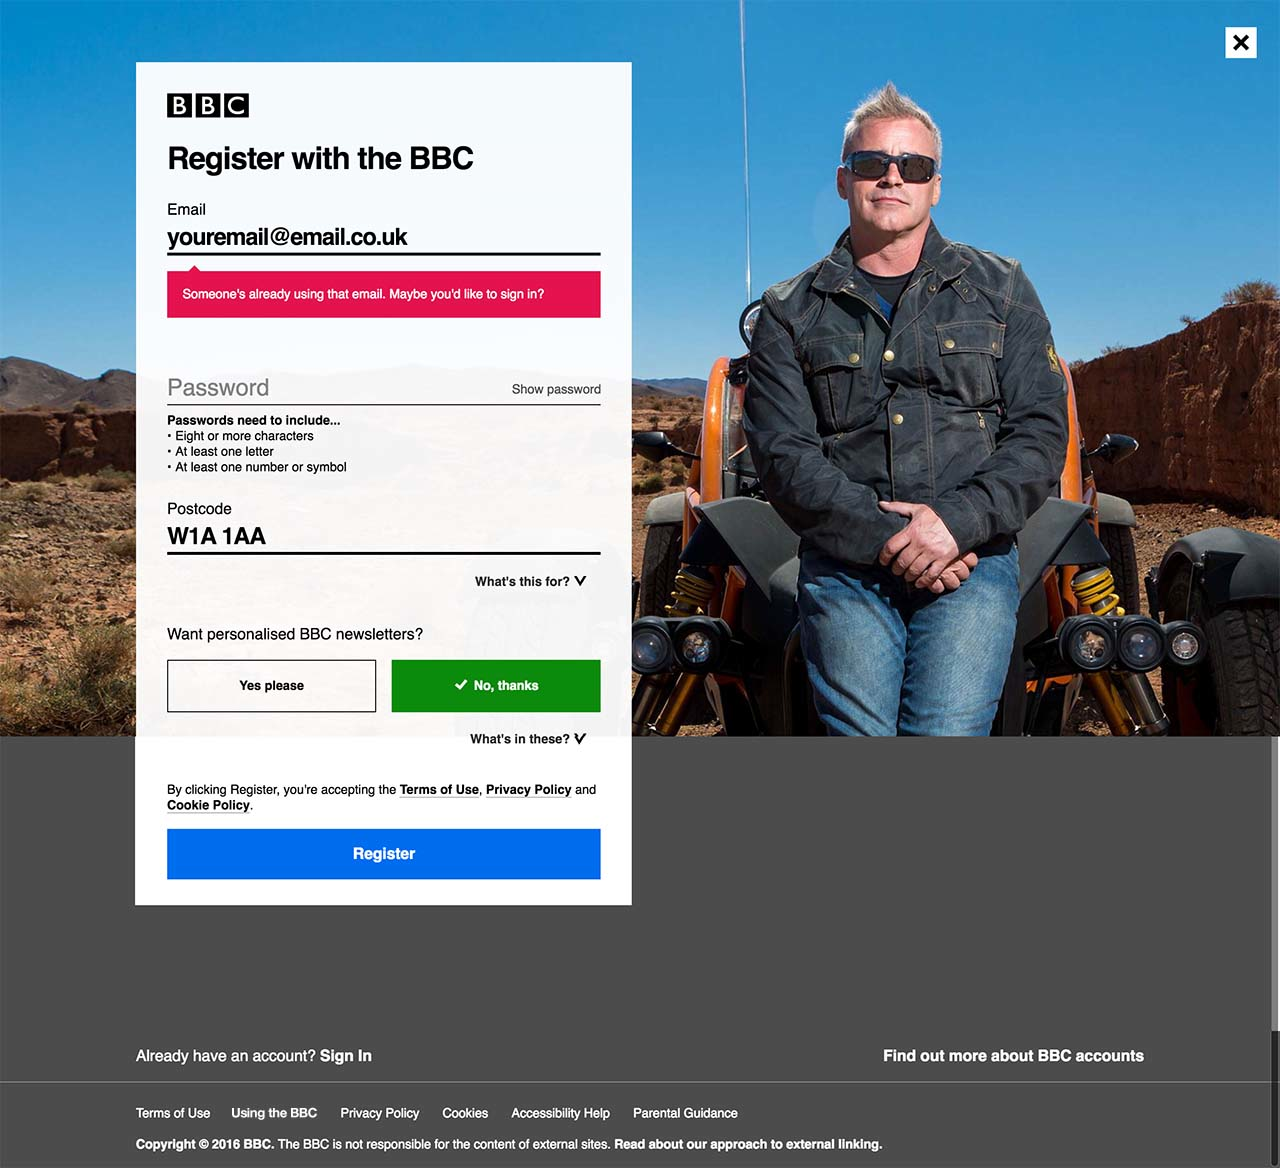 BBC
Register with the BBC
Email
youremail@email.co.uk
Someone's already using that email. Maybe you'd like to sign in?
Password
Show password
Passwords need to include...
• Eight or more characters
• At least one letter
• At least one number or symbol
Postcode
W1A 1AA
What's this for?
Want personalised BBC newsletters?
Yes please
No, thanks
What's in these?
By clicking Register, you're accepting the Terms of Use, Privacy Policy and
Cookie Policy.
Register
Already have an account? Sign In
Find out more about BBC accounts
Terms of Use Using the BBC Privacy Policy Cookies Accessibility Help Parental Guidance
Copyright © 2016 BBC. The BBC is not responsible for the content of external sites. Read about our approach to external linking.